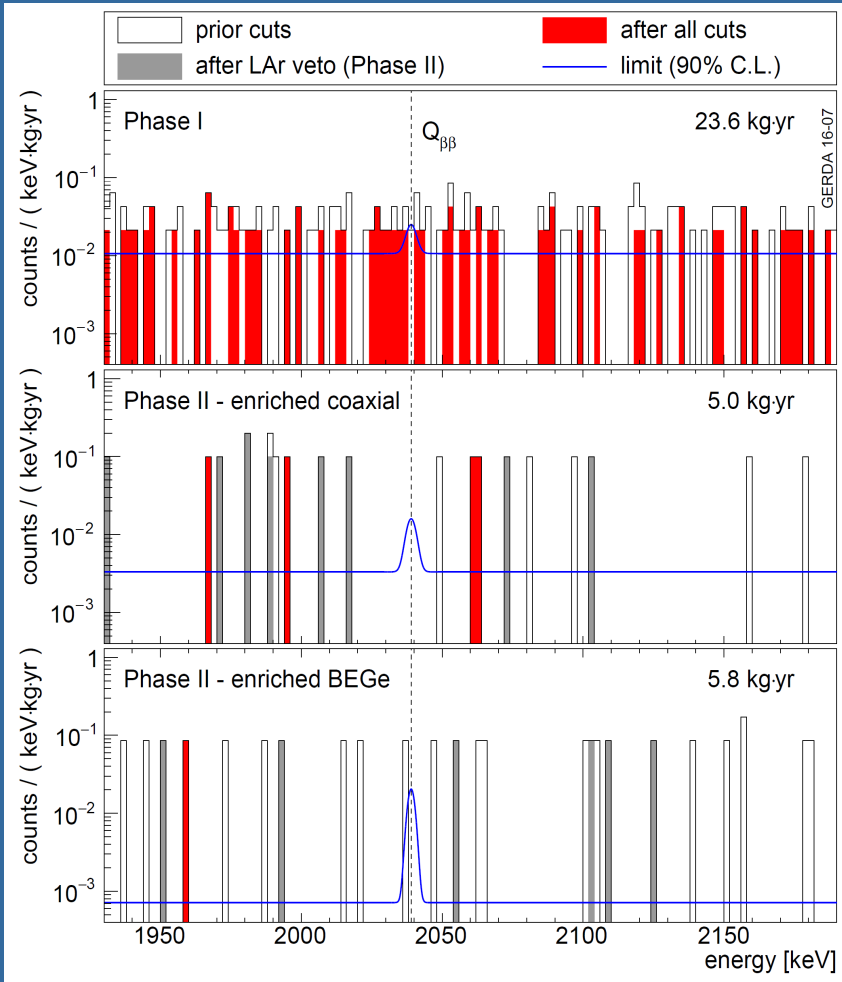 prior cuts
after all cuts
after LAr veto (Phase II)
limit (90% C.L.)
Phase I
23.6 kg·yr
Qββ
GERDA 16-07
counts / ( keV·kg·yr)
1
10⁻¹
10⁻²
10⁻³
Phase II - enriched coaxial
5.0 kg·yr
counts / ( keV·kg·yr)
1
10⁻¹
10⁻²
10⁻³
Phase II - enriched BEGe
5.8 kg·yr
counts / ( keV·kg·yr)
1
10⁻¹
10⁻²
10⁻³
1950 2000 2050 2100 2150
energy [keV]